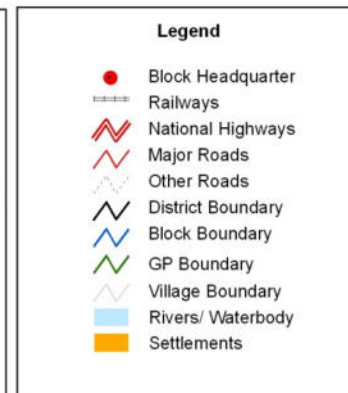 Legend
Block Headquarter
Railways
National Highways
Major Roads
Other Roads
District Boundary
Block Boundary
GP Boundary
Village Boundary
Rivers/ Waterbody
Settlements